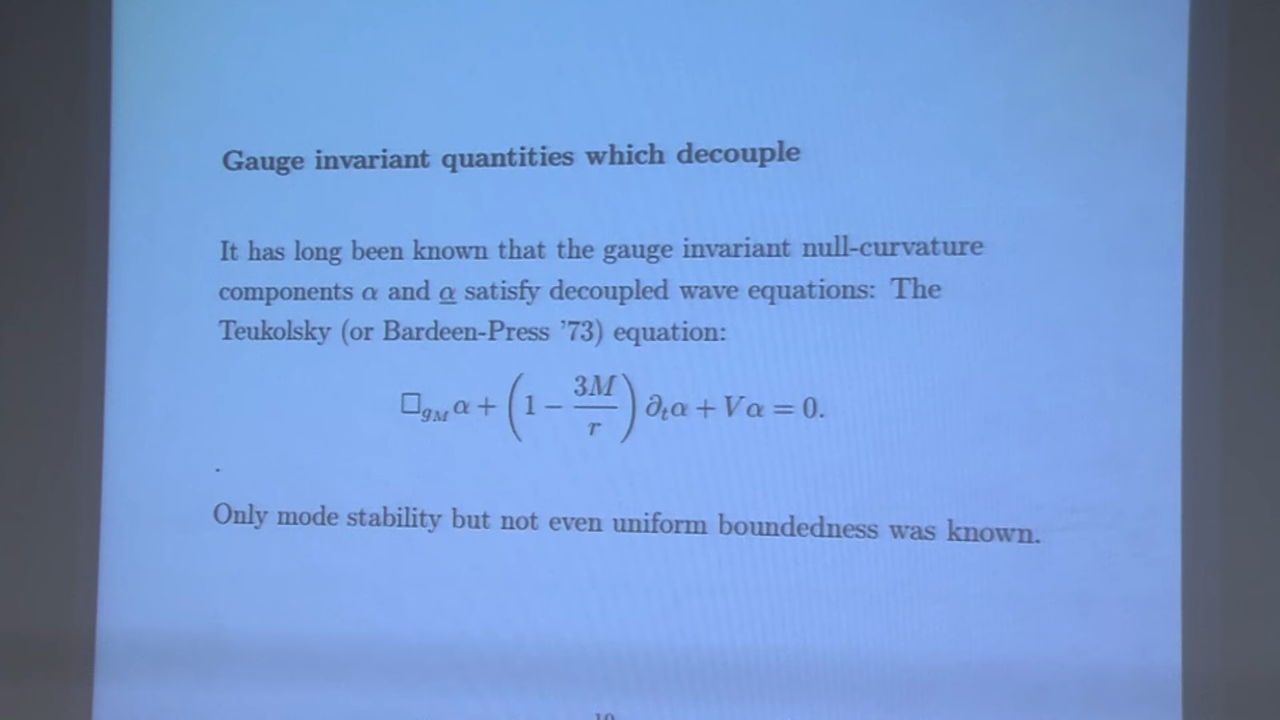 Gauge invariant quantities which decouple
It has long been known that the gauge invariant null-curvature
components α and α̲ satisfy decoupled wave equations: The
Teukolsky (or Bardeen-Press ’73) equation:
□_{g_M} α + (1 − 3M/r) ∂_t α + V α = 0.
.
Only mode stability but not even uniform boundedness was known.